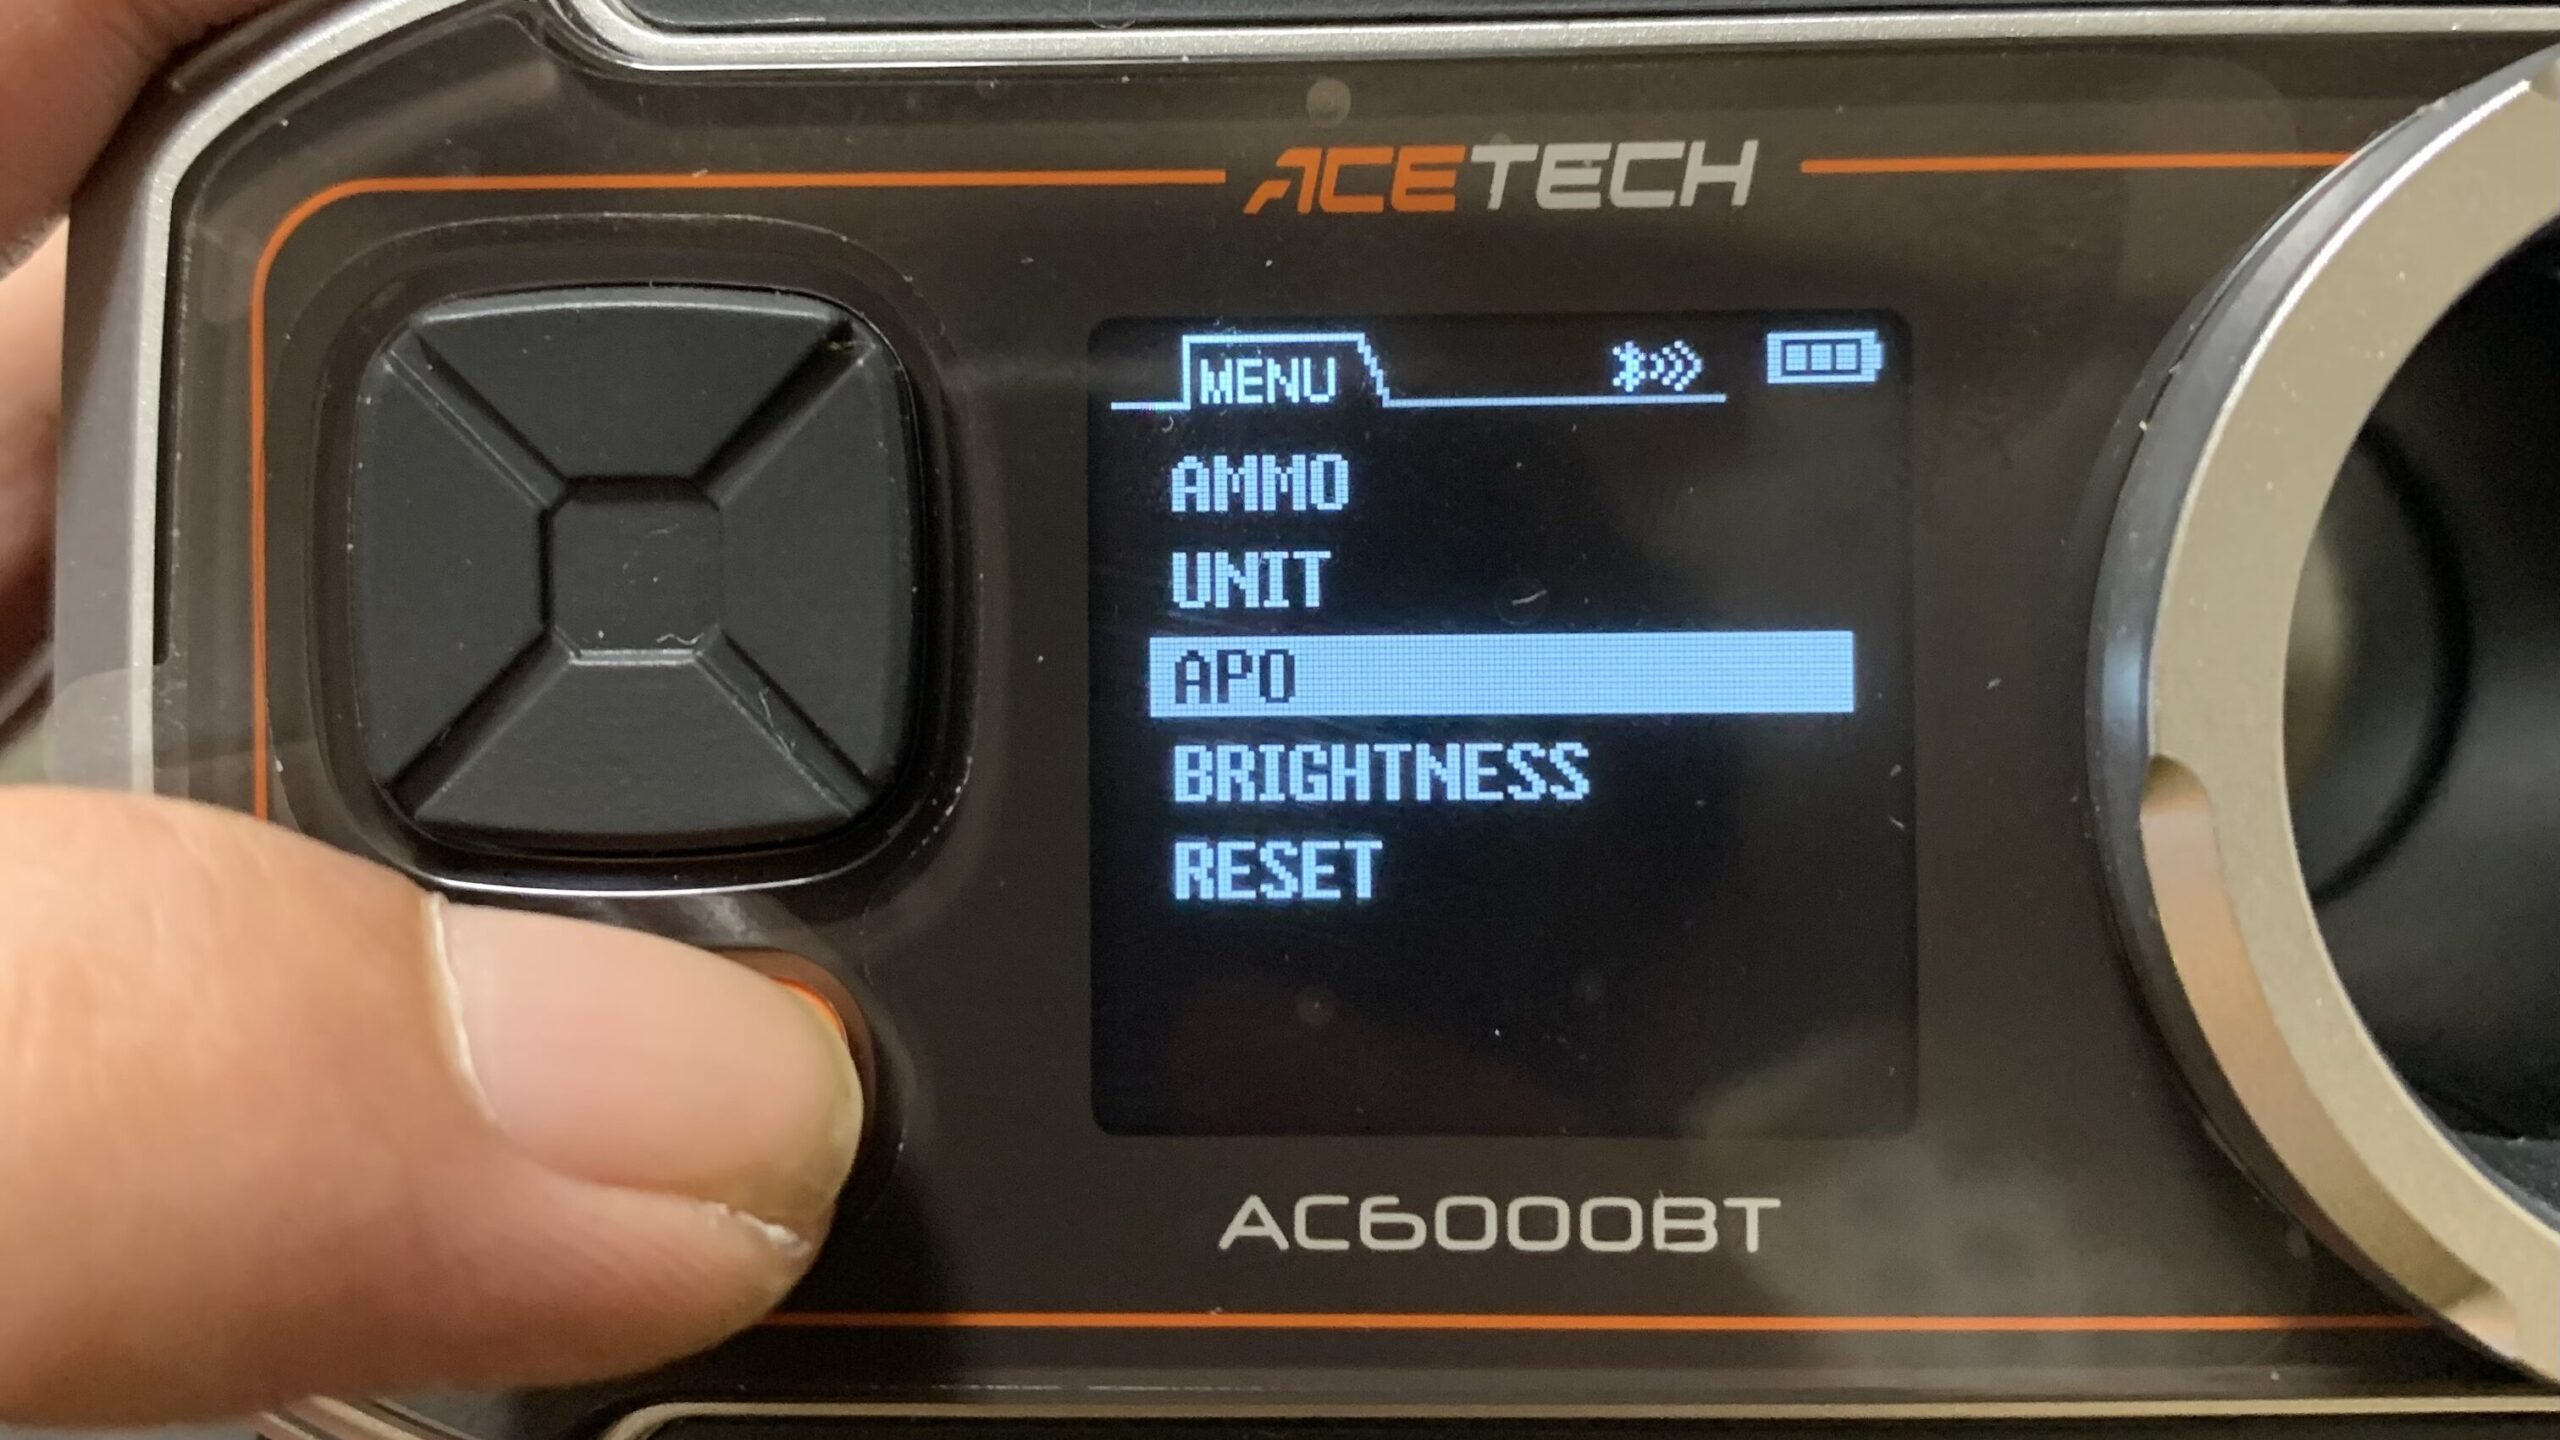 ACETECH
MENU
AMMO
UNIT
APO
BRIGHTNESS
RESET
AC6000BT